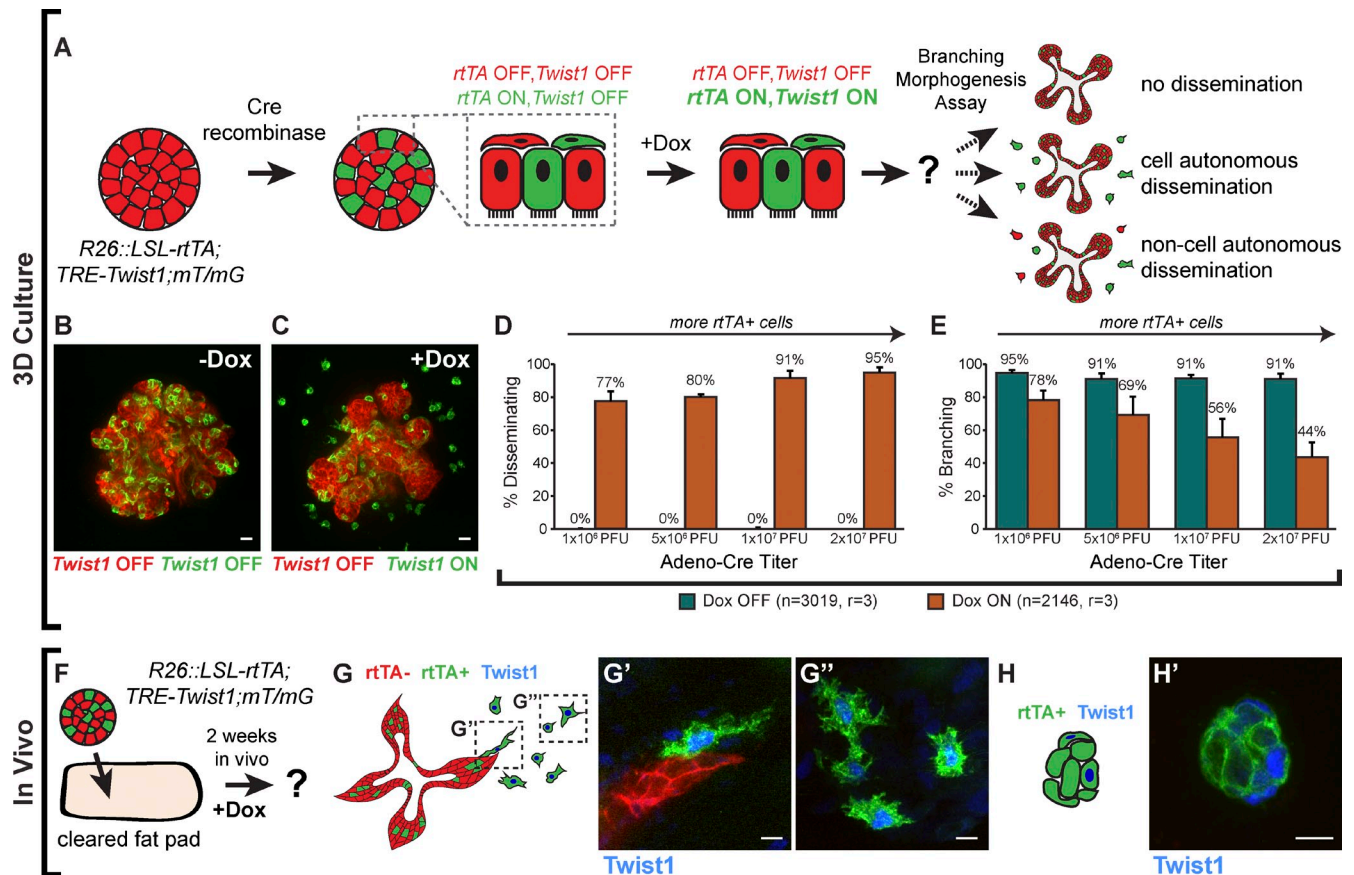 3D Culture
A
Cre
recombinase
R26::LSL-rtTA;
TRE-Twist1;mT/mG
rtTA OFF,Twist1 OFF
rtTA ON,Twist1 OFF
+Dox
rtTA OFF,Twist1 OFF
rtTA ON,Twist1 ON
?
Branching
Morphogenesis
Assay
no dissemination
cell autonomous
dissemination
non-cell autonomous
dissemination
B
-Dox
Twist1 OFF Twist1 OFF
C
+Dox
Twist1 OFF Twist1 ON
D
more rtTA+ cells
% Disseminating
100
80
60
40
20
0
0% 77%
0% 80%
0% 91%
0% 95%
1x10⁶ PFU 5x10⁶ PFU 1x10⁷ PFU 2x10⁷ PFU
Adeno-Cre Titer
E
more rtTA+ cells
% Branching
100
80
60
40
20
0
95% 78%
91% 69%
91% 56%
91% 44%
1x10⁶ PFU 5x10⁶ PFU 1x10⁷ PFU 2x10⁷ PFU
Adeno-Cre Titer
Dox OFF (n=3019, r=3) Dox ON (n=2146, r=3)
In Vivo
F
R26::LSL-rtTA;
TRE-Twist1;mT/mG
2 weeks
in vivo
+Dox
?
cleared fat pad
G
rtTA- rtTA+ Twist1
G'
G''
G'
Twist1
G''
H
rtTA+ Twist1
H'
Twist1